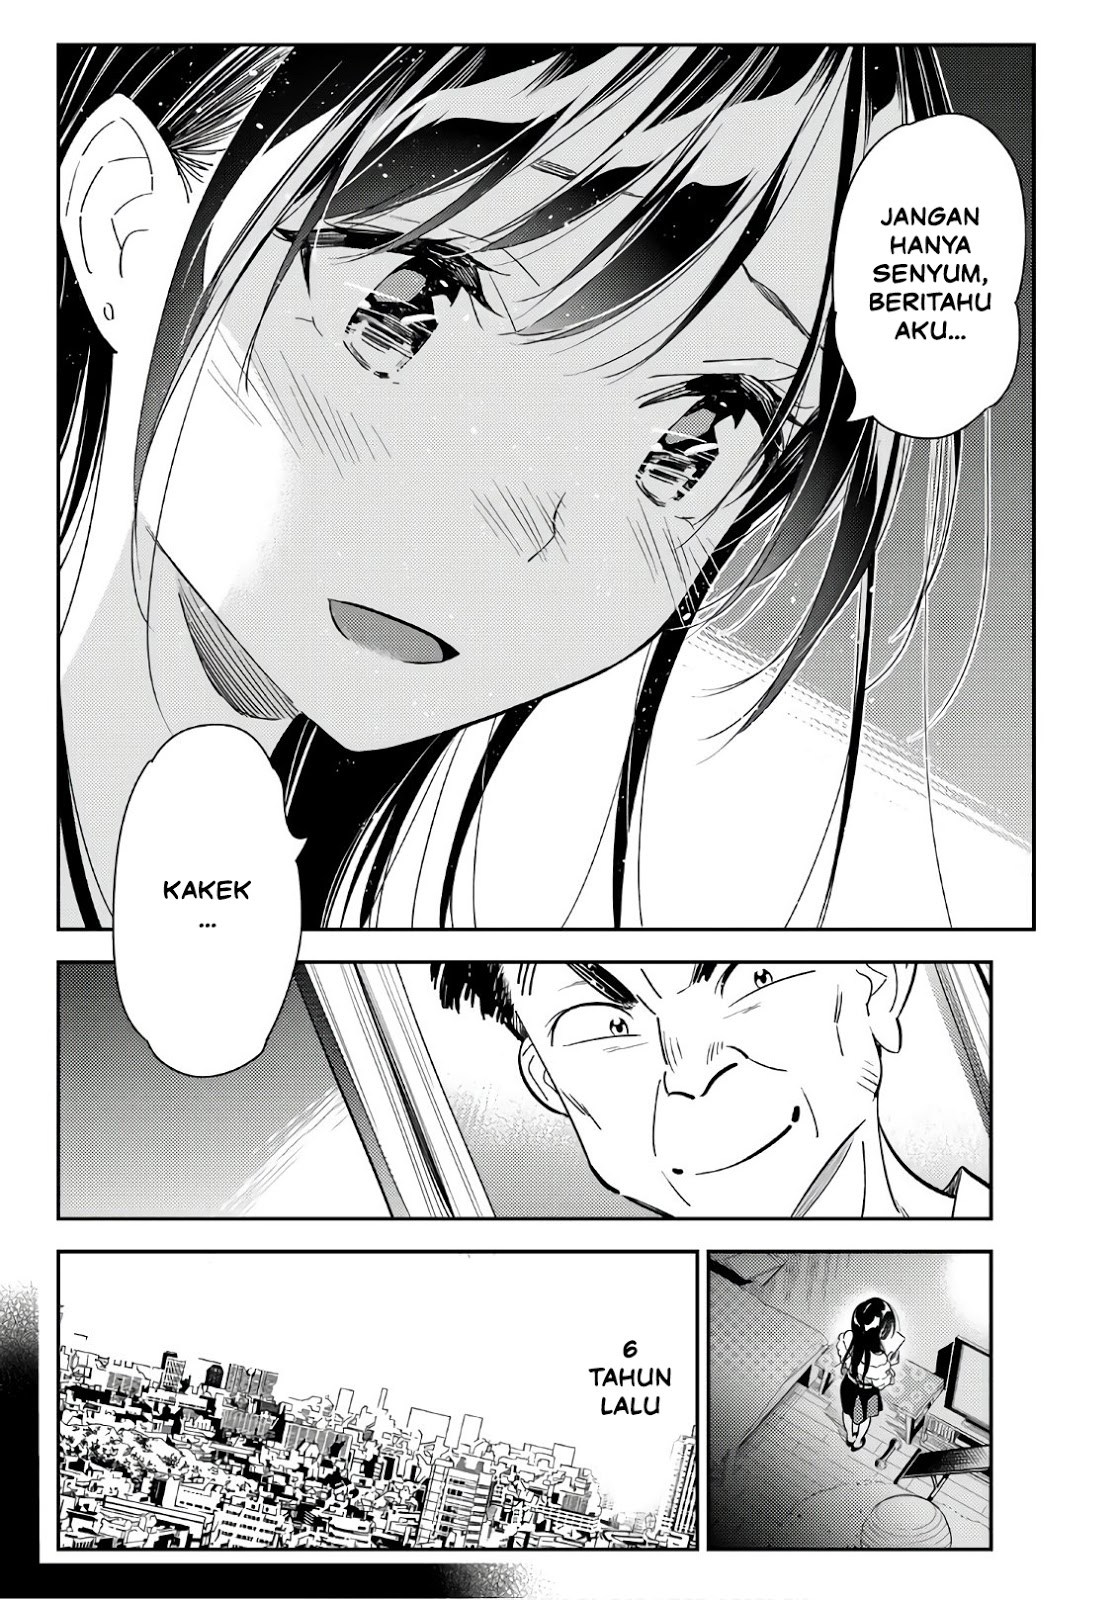 JANGAN
HANYA
SENYUM,
BERITAHU
AKU...
KAKEK
...
6
TAHUN
LALU